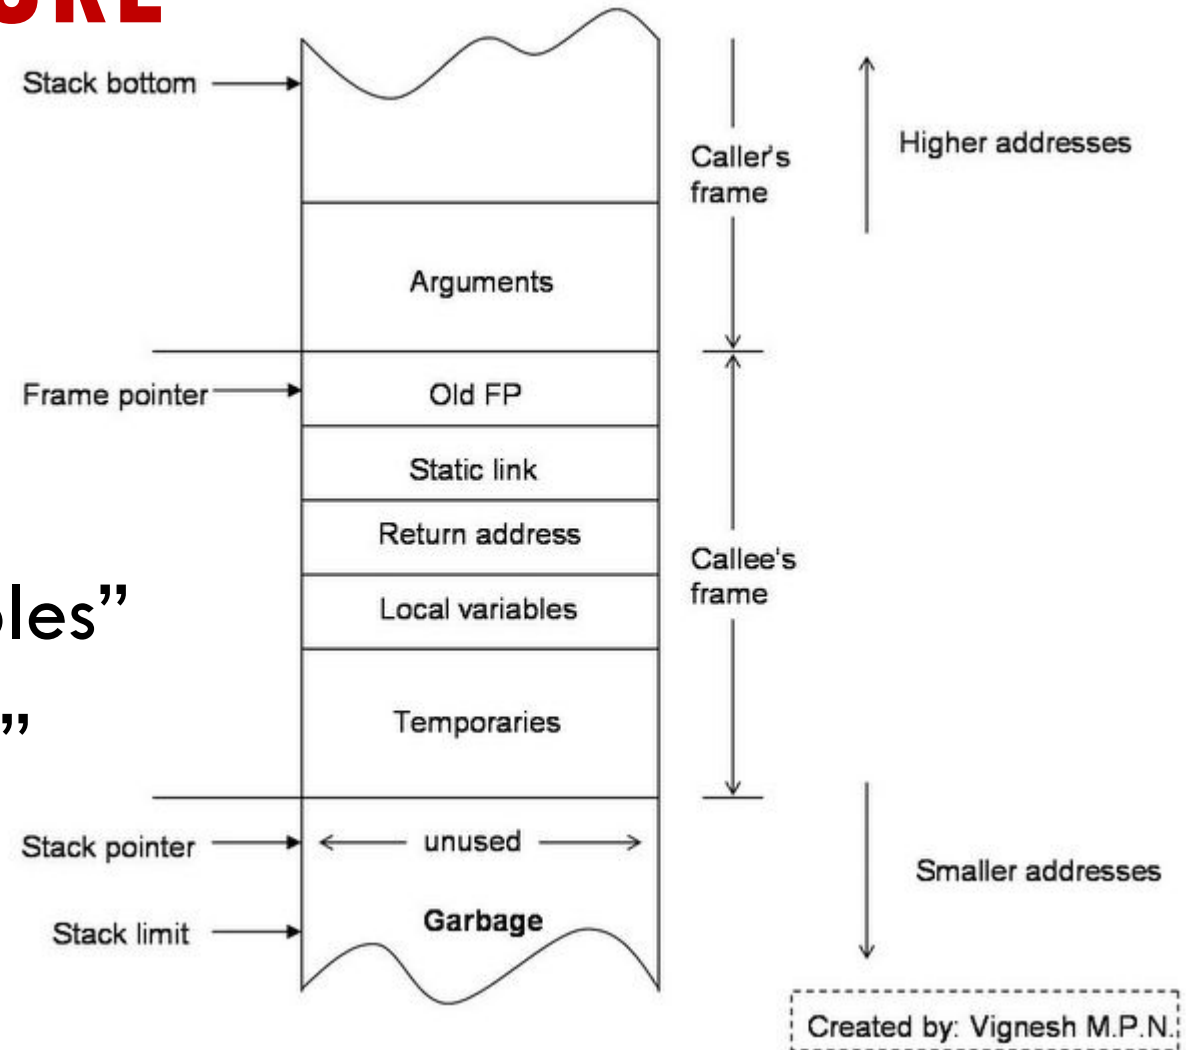 Stack bottom
Higher addresses
Caller's
frame
Arguments
Frame pointer
Old FP
Static link
Return address
Callee's
frame
Local variables
Temporaries
Stack pointer
unused
Smaller addresses
Garbage
Stack limit
Created by: Vignesh M.P.N.